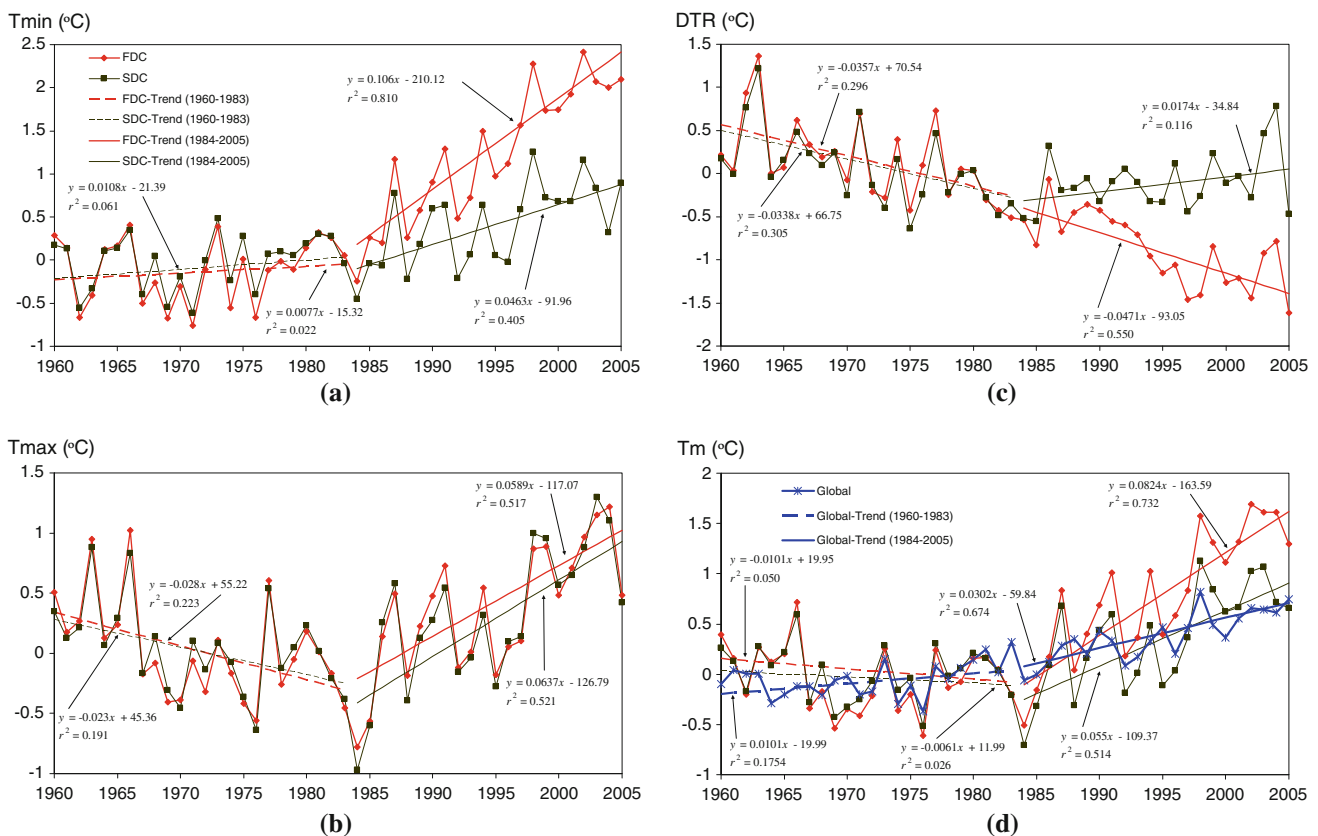 Tmin (ºC)
2.5
2
1.5
1
0.5
0
-0.5
-1
FDC
SDC
FDC-Trend (1960-1983)
SDC-Trend (1960-1983)
FDC-Trend (1984-2005)
SDC-Trend (1984-2005)
y = 0.106x - 210.12
r² = 0.810
y = 0.0108x - 21.39
r² = 0.061
y = 0.0077x - 15.32
r² = 0.022
y = 0.0463x - 91.96
r² = 0.405
1960 1965 1970 1975 1980 1985 1990 1995 2000 2005
(a)
DTR (ºC)
2
1.5
1
0.5
0
-0.5
-1
-1.5
-2
y = -0.0357x + 70.54
r² = 0.296
y = 0.0174x - 34.84
r² = 0.116
y = -0.0338x + 66.75
r² = 0.305
y = -0.0471x - 93.05
r² = 0.550
1960 1965 1970 1975 1980 1985 1990 1995 2000 2005
(c)
Tmax (ºC)
1.5
1
0.5
0
-0.5
-1
y = 0.0589x - 117.07
r² = 0.517
y = -0.028x + 55.22
r² = 0.223
y = -0.023x + 45.36
r² = 0.191
y = 0.0637x - 126.79
r² = 0.521
1960 1965 1970 1975 1980 1985 1990 1995 2000 2005
(b)
Tm (ºC)
2
1.5
1
0.5
0
-0.5
-1
Global
Global-Trend (1960-1983)
Global-Trend (1984-2005)
y = 0.0824x - 163.59
r² = 0.732
y = -0.0101x + 19.95
r² = 0.050
y = 0.0302x - 59.84
r² = 0.674
y = 0.0101x - 19.99
r² = 0.1754
y = -0.0061x + 11.99
r² = 0.026
y = 0.055x - 109.37
r² = 0.514
1960 1965 1970 1975 1980 1985 1990 1995 2000 2005
(d)